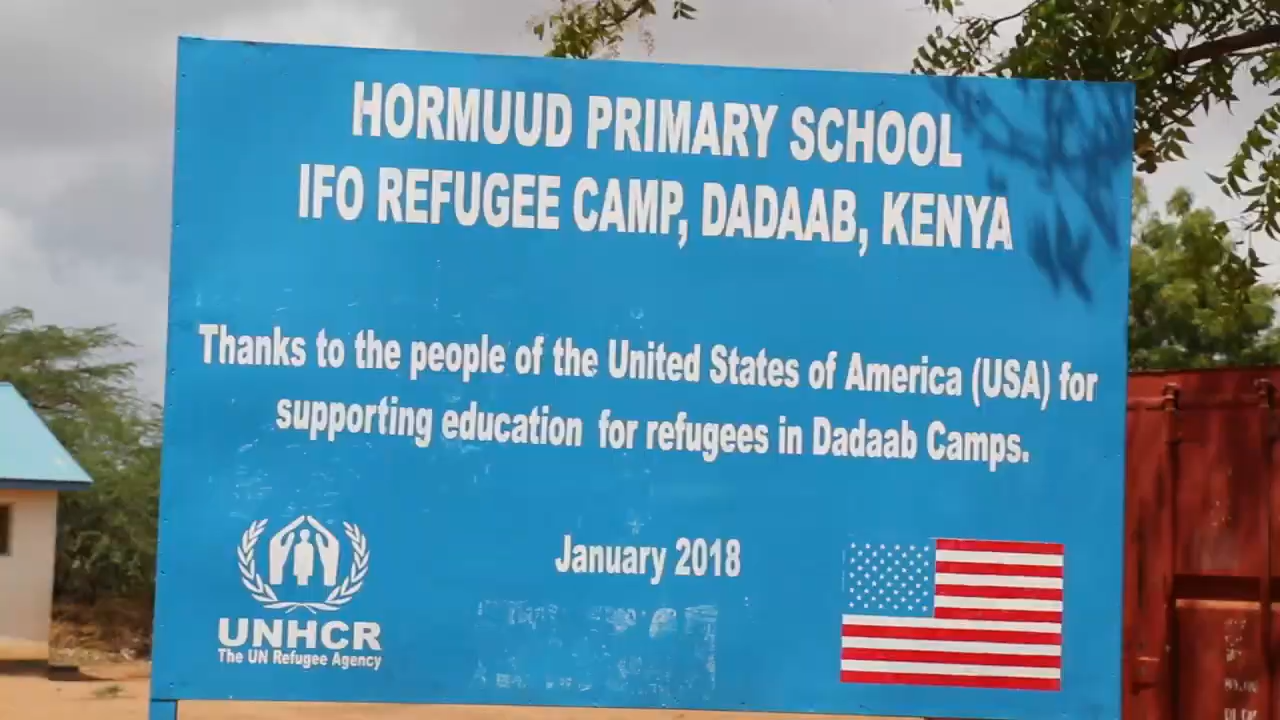 HORMUUD PRIMARY SCHOOL
IFO REFUGEE CAMP, DADAAB, KENYA
Thanks to the people of the United States of America (USA) for
supporting education for refugees in Dadaab Camps.
January 2018
UNHCR
The UN Refugee Agency